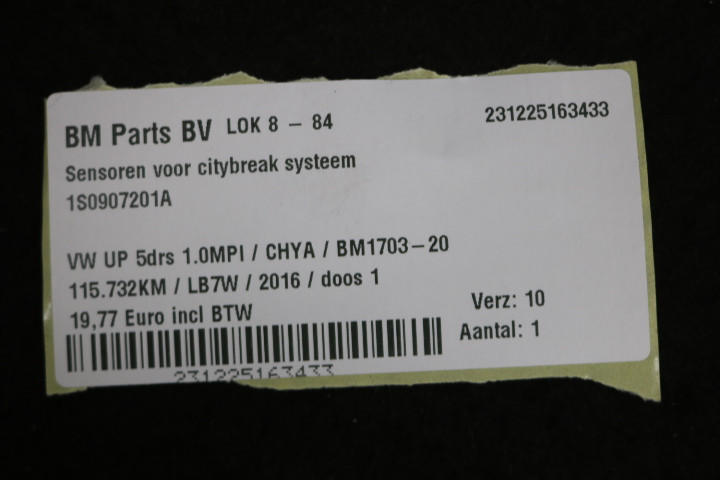 BM Parts BV LOK 8 - 84 231225163433
Sensoren voor citybreak systeem
1S0907201A
VW UP 5drs 1.0MPI / CHYA / BM1703-20
115.732KM / LB7W / 2016 / doos 1
19,77 Euro incl BTW
Verz: 10
Aantal: 1
231225163433